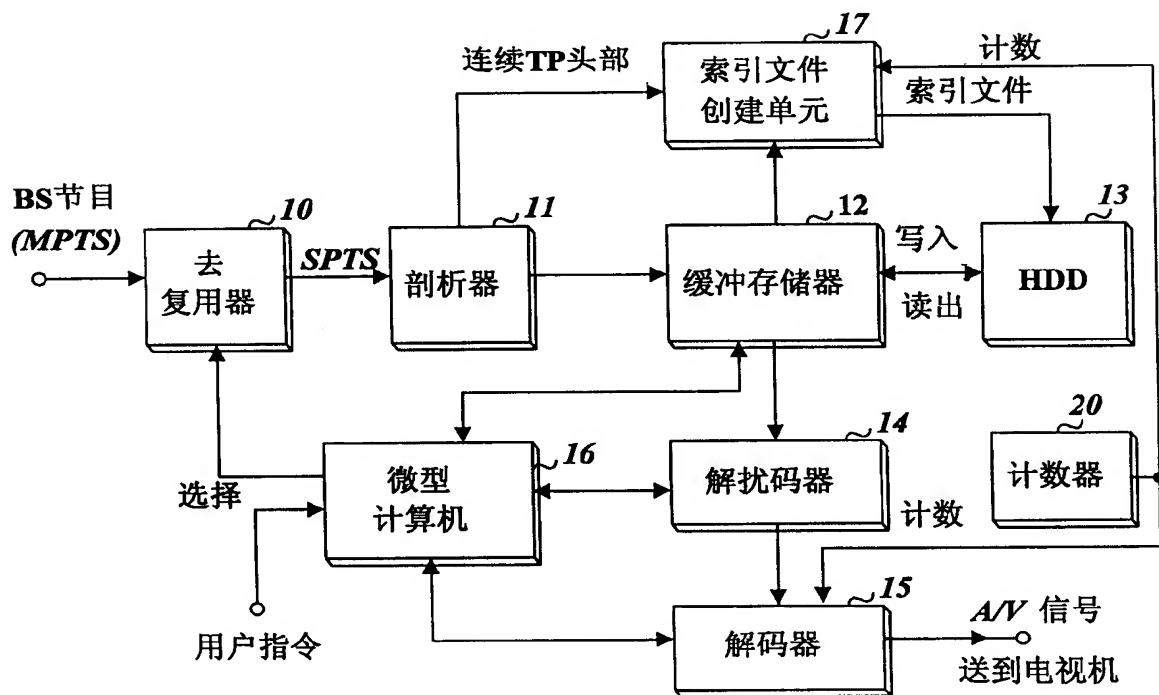 17
连续TP头部
索引文件
创建单元
计数
索引文件
BS节目
(MPTS)
10
去
复用器
SPTS
11
剖析器
12
缓冲存储器
写入
读出
13
HDD
选择
16
微型
计算机
14
解扰码器
计数
20
计数器
用户指令
15
解码器
A/V 信号
送到电视机